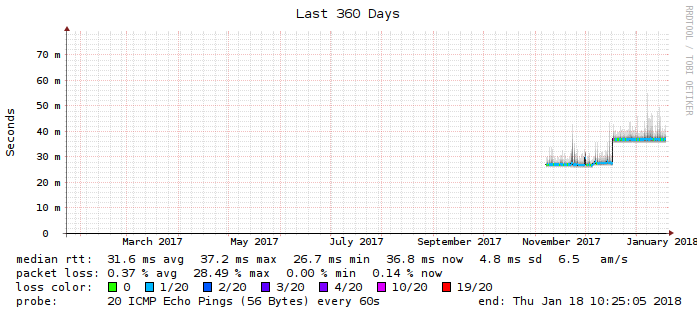 Last 360 Days
RRDTOOL / TOBI OETIKER
Seconds
70 m
60 m
50 m
40 m
30 m
20 m
10 m
0
March 2017 May 2017 July 2017 September 2017 November 2017 January 2018
median rtt: 31.6 ms avg 37.2 ms max 26.7 ms min 36.8 ms now 4.8 ms sd 6.5 am/s
packet loss: 0.37 % avg 28.49 % max 0.00 % min 0.14 % now
loss color: 0 1/20 2/20 3/20 4/20 10/20 19/20
probe: 20 ICMP Echo Pings (56 Bytes) every 60s end: Thu Jan 18 10:25:05 2018